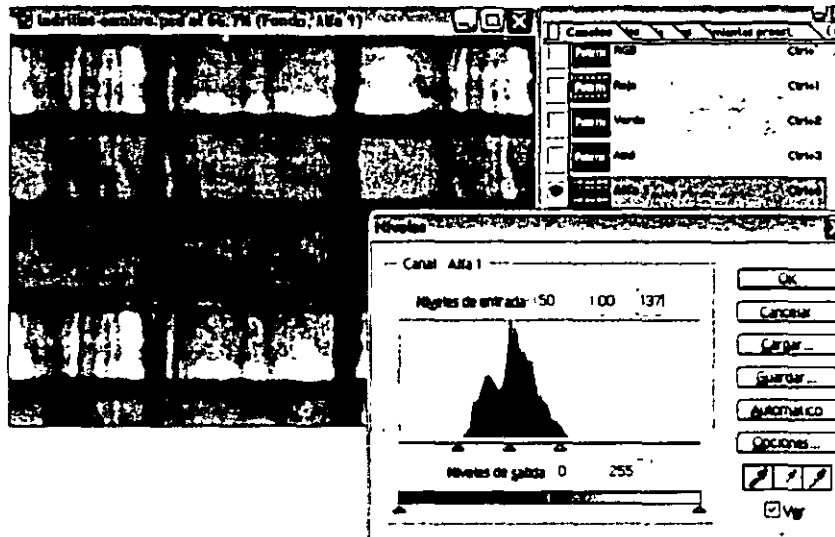 ladrillos-sombra.psd al 66,7% (Fondo, Alfa 1)
Canales
RGB Ctrl+
Rojo Ctrl+1
Verde Ctrl+2
Azul Ctrl+3
Alfa 1 Ctrl+4
Niveles
Canal Alfa 1
Niveles de entrada 50 1.00 137
Niveles de salida 0 255
OK
Cancelar
Cargar...
Guardar...
Automático
Opciones...
Ver